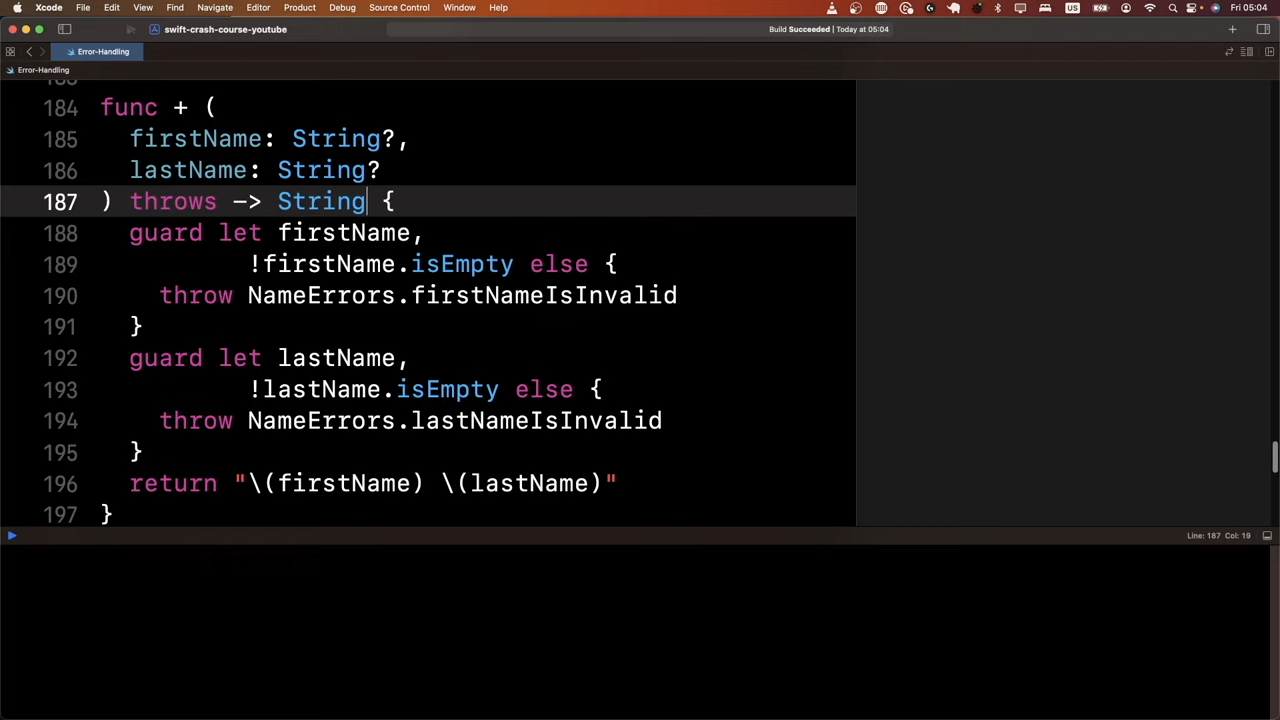 Xcode File Edit View Find Navigate Editor Product Debug Source Control Window Help Fri 05:04
swift-crash-course-youtube Build Succeeded | Today at 05:04
Error-Handling
Error-Handling
184 func + (
185 firstName: String?,
186 lastName: String?
187 ) throws -> String {
188 guard let firstName,
189 !firstName.isEmpty else {
190 throw NameErrors.firstNameIsInvalid
191 }
192 guard let lastName,
193 !lastName.isEmpty else {
194 throw NameErrors.lastNameIsInvalid
195 }
196 return "\(firstName) \(lastName)"
197 }
Line: 187 Col: 19